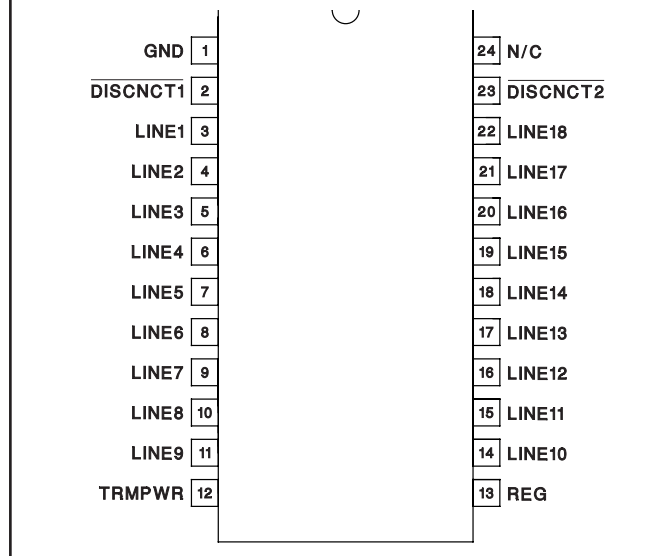 GND 1 24 N/C
DISCNCT1 2 23 DISCNCT2
LINE1 3 22 LINE18
LINE2 4 21 LINE17
LINE3 5 20 LINE16
LINE4 6 19 LINE15
LINE5 7 18 LINE14
LINE6 8 17 LINE13
LINE7 9 16 LINE12
LINE8 10 15 LINE11
LINE9 11 14 LINE10
TRMPWR 12 13 REG